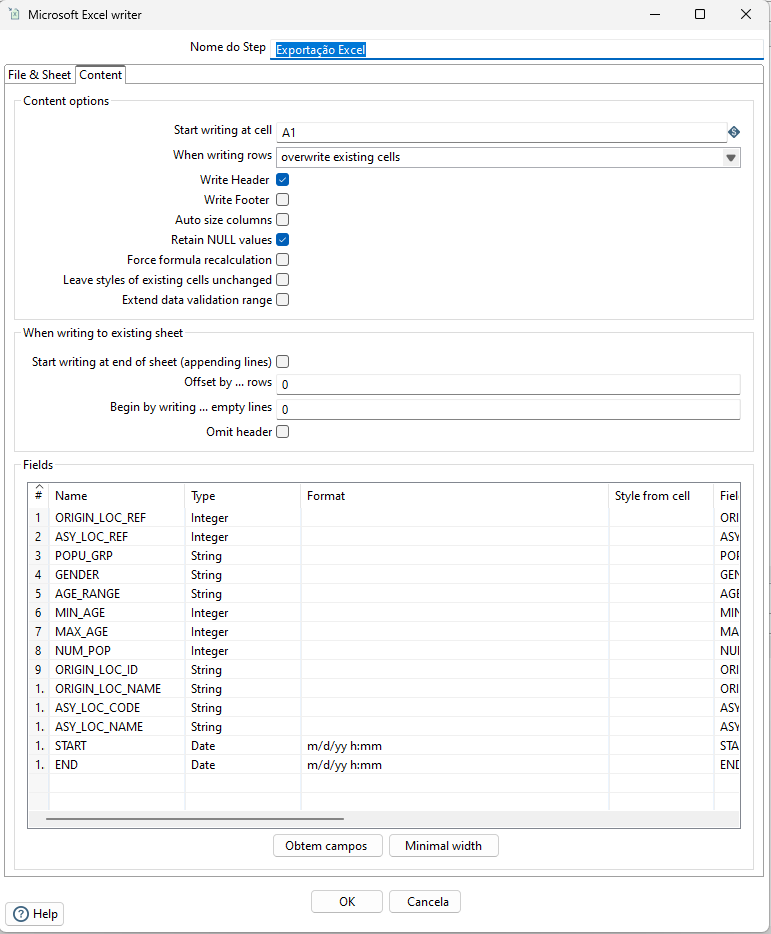 Microsoft Excel writer
Nome do Step Exportação Excel
File & Sheet Content
Content options
Start writing at cell A1
When writing rows overwrite existing cells
Write Header
Write Footer
Auto size columns
Retain NULL values
Force formula recalculation
Leave styles of existing cells unchanged
Extend data validation range
When writing to existing sheet
Start writing at end of sheet (appending lines)
Offset by ... rows 0
Begin by writing ... empty lines 0
Omit header
Fields
# Name Type Format Style from cell Fiel
1 ORIGIN_LOC_REF Integer ORI
2 ASY_LOC_REF Integer ASY
3 POPU_GRP String POP
4 GENDER String GEN
5 AGE_RANGE String AGE
6 MIN_AGE Integer MIN
7 MAX_AGE Integer MA
8 NUM_POP Integer NUI
9 ORIGIN_LOC_ID String ORI
1. ORIGIN_LOC_NAME String ORI
1. ASY_LOC_CODE String ASY
1. ASY_LOC_NAME String ASY
1. START Date m/d/yy h:mm STA
1. END Date m/d/yy h:mm END
Obtem campos Minimal width
OK Cancela
Help